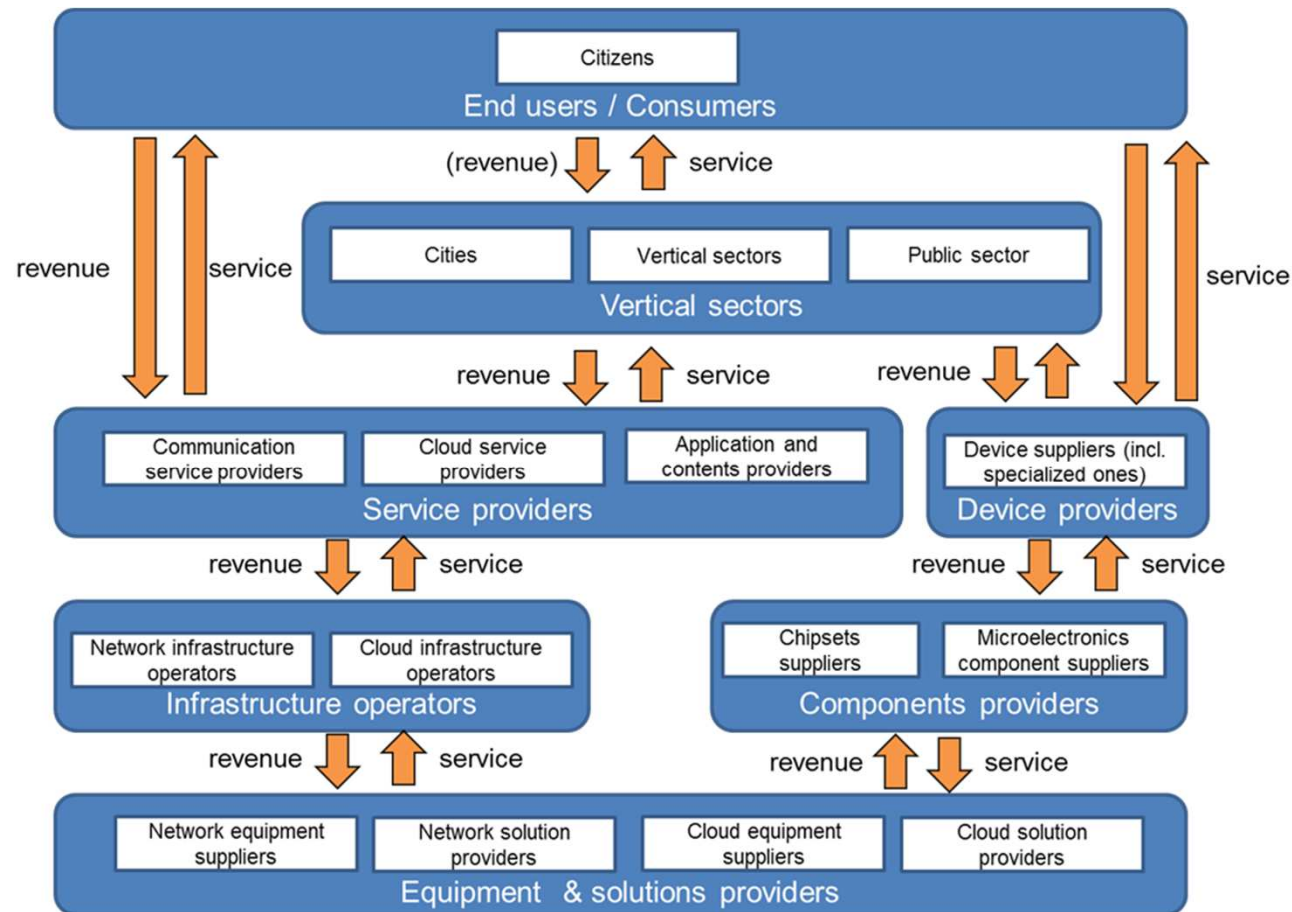 Citizens
End users / Consumers
(revenue)
service
revenue
service
service
Cities
Vertical sectors
Public sector
Vertical sectors
revenue
service
revenue
Communication
service providers
Cloud service
providers
Application and
contents providers
Service providers
Device suppliers (incl.
specialized ones)
Device providers
revenue
service
revenue
service
Network infrastructure
operators
Cloud infrastructure
operators
Infrastructure operators
Chipsets
suppliers
Microelectronics
component suppliers
Components providers
revenue
service
revenue
service
Network equipment
suppliers
Network solution
providers
Cloud equipment
suppliers
Cloud solution
providers
Equipment & solutions providers